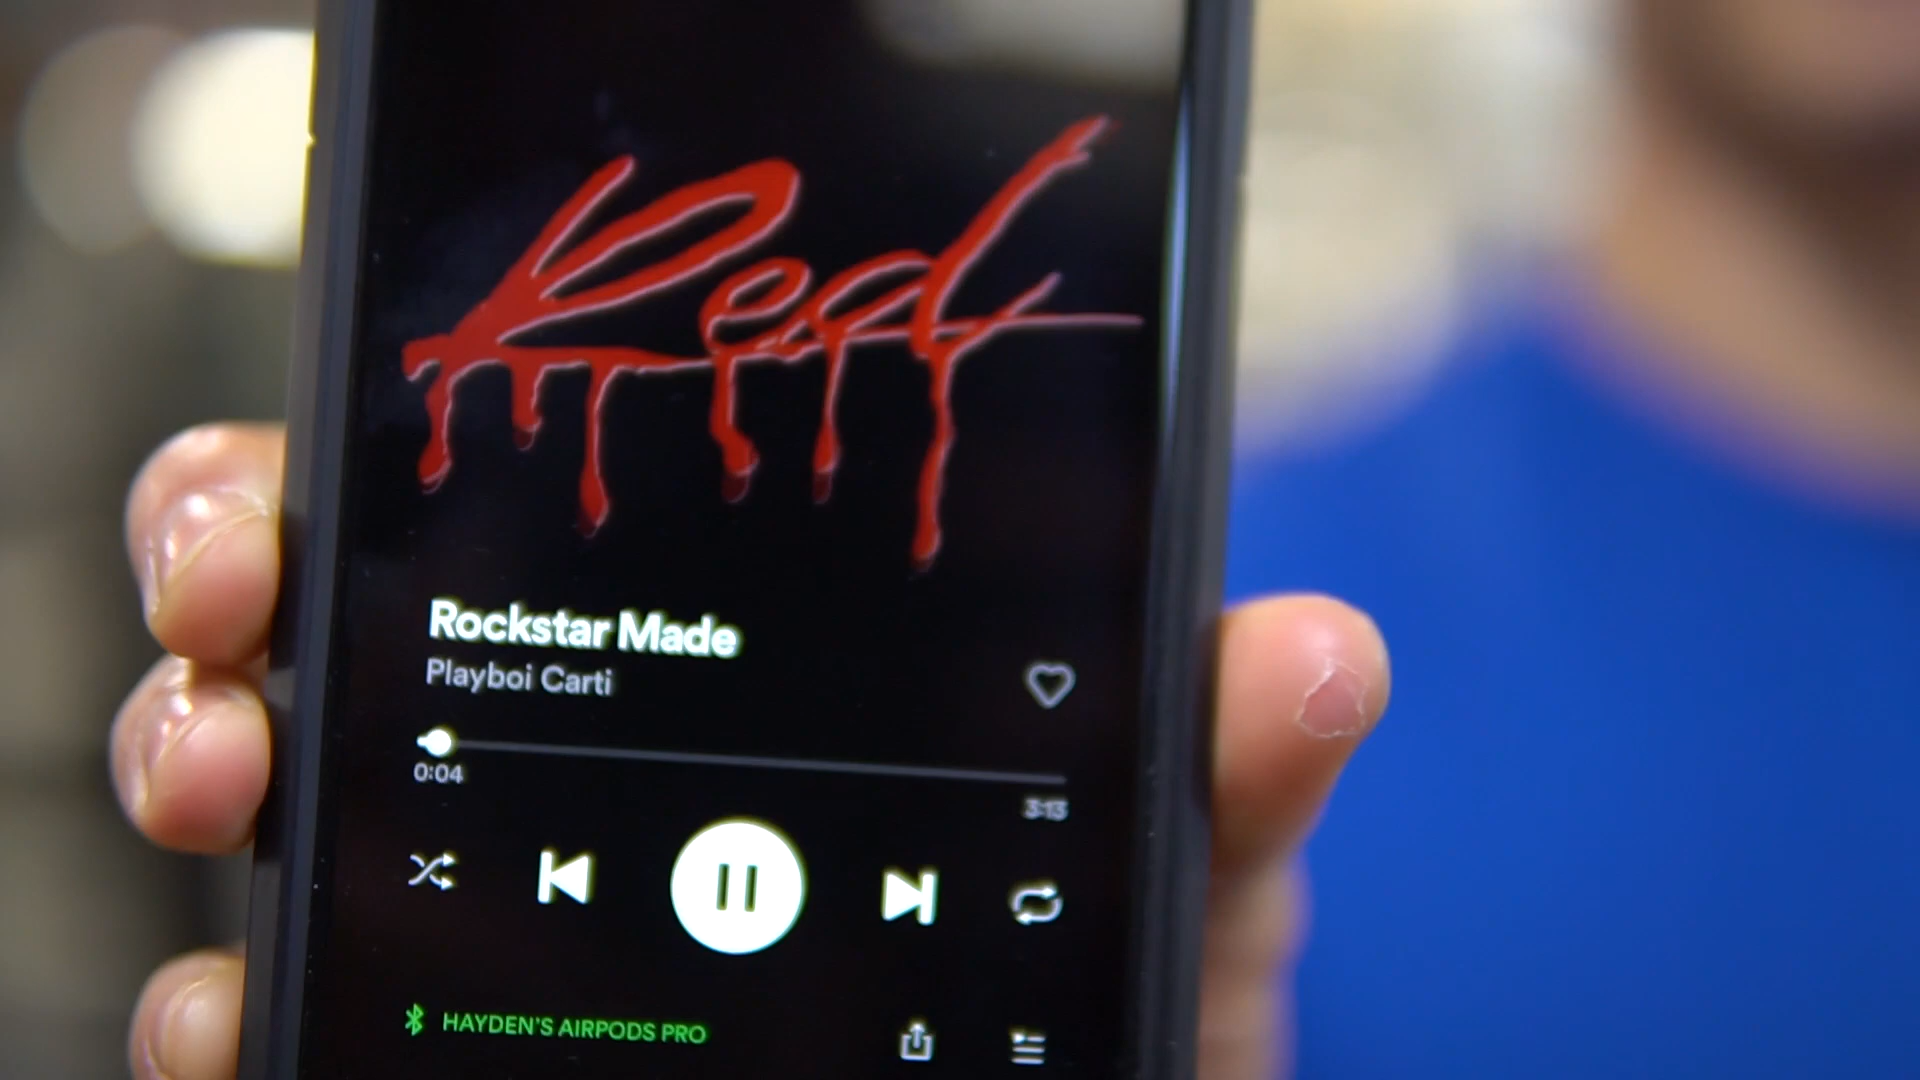 Red
Rockstar Made
Playboi Carti
0:04
3:13
HAYDEN'S AIRPODS PRO